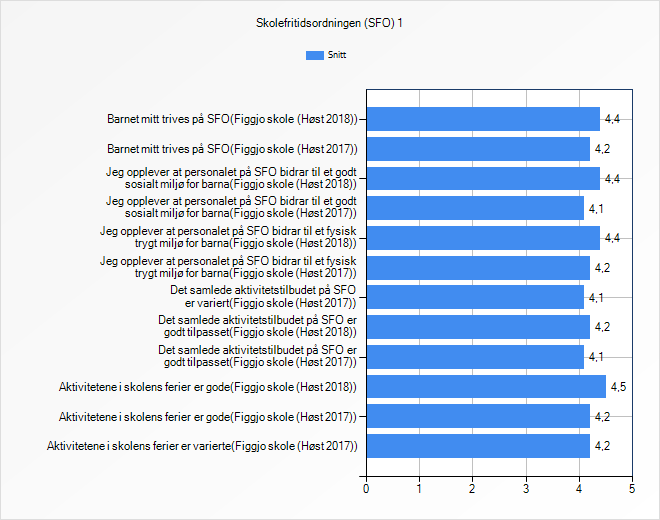 Skolefritidsordningen (SFO) 1
Snitt
Barnet mitt trives på SFO(Figgjo skole (Høst 2018))
4,4
Barnet mitt trives på SFO(Figgjo skole (Høst 2017))
4,2
Jeg opplever at personalet på SFO bidrar til et godt
sosialt miljø for barna(Figgjo skole (Høst 2018))
4,4
Jeg opplever at personalet på SFO bidrar til et godt
sosialt miljø for barna(Figgjo skole (Høst 2017))
4,1
Jeg opplever at personalet på SFO bidrar til et fysisk
trygt miljø for barna(Figgjo skole (Høst 2018))
4,4
Jeg opplever at personalet på SFO bidrar til et fysisk
trygt miljø for barna(Figgjo skole (Høst 2017))
4,2
Det samlede aktivitetstilbudet på SFO
er variert(Figgjo skole (Høst 2017))
4,1
Det samlede aktivitetstilbudet på SFO er
godt tilpasset(Figgjo skole (Høst 2018))
4,2
Det samlede aktivitetstilbudet på SFO er
godt tilpasset(Figgjo skole (Høst 2017))
4,1
Aktivitetene i skolens ferier er gode(Figgjo skole (Høst 2018))
4,5
Aktivitetene i skolens ferier er gode(Figgjo skole (Høst 2017))
4,2
Aktivitetene i skolens ferier er varierte(Figgjo skole (Høst 2017))
4,2
0 1 2 3 4 5